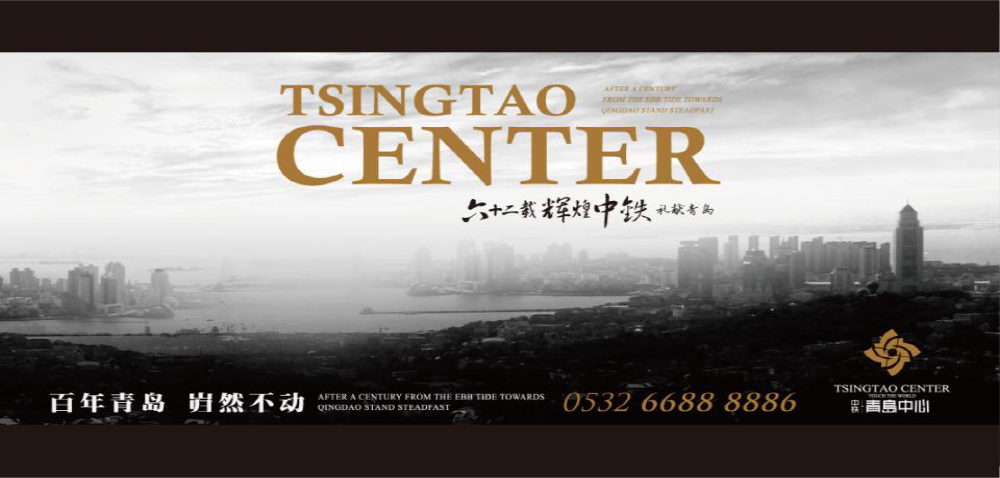 TSINGTAO
CENTER
AFTER A CENTURY
FROM THE EBB TIDE TOWARDS
QINGDAO STAND STEADFAST
六十二载 辉煌中铁 礼献青岛
百年青岛 岿然不动
AFTER A CENTURY FROM THE EBB TIDE TOWARDS
QINGDAO STAND STEADFAST
0532 6688 8886
TSINGTAO CENTER
TOUCH THE WORLD
中铁 青岛中心